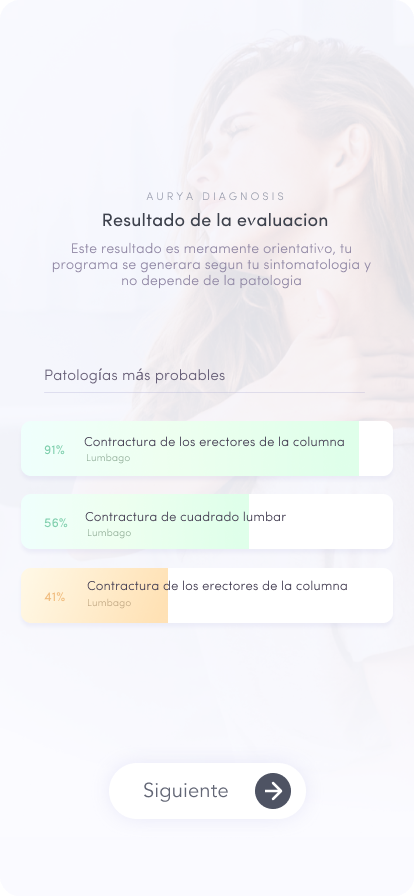 AURYA DIAGNOSIS
Resultado de la evaluacion
Este resultado es meramente orientativo, tu
programa se generara segun tu sintomatologia y
no depende de la patologia
Patologías más probables
91%
Contractura de los erectores de la columna
Lumbago
56%
Contractura de cuadrado lumbar
Lumbago
41%
Contractura de los erectores de la columna
Lumbago
Siguiente